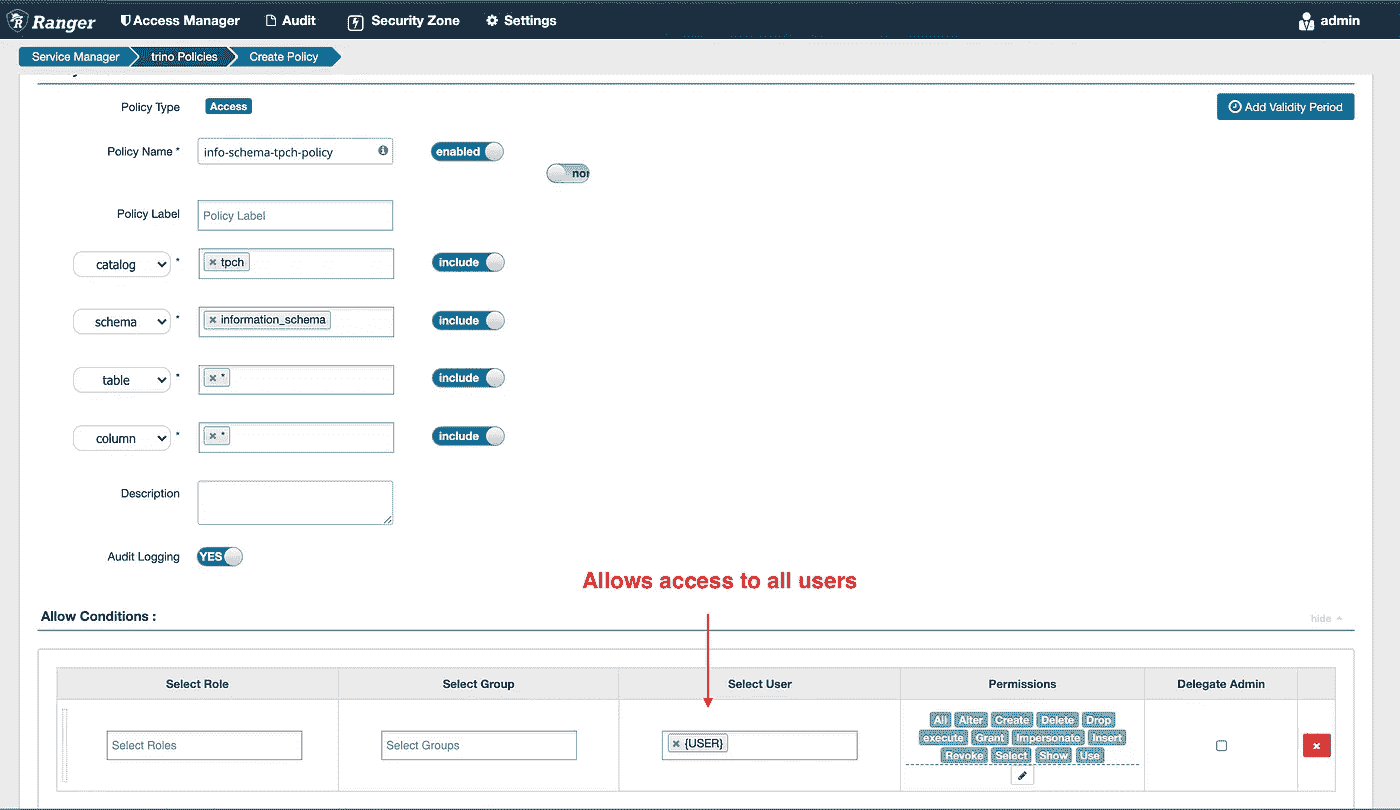 Ranger Access Manager Audit Security Zone Settings admin
Service Manager trino Policies Create Policy
Policy Type Access Add Validity Period
Policy Name * info-schema-tpch-policy enabled
nor
Policy Label Policy Label
catalog * × tpch include
schema * × information_schema include
table * × * include
column * × * include
Description
Audit Logging YES
Allows access to all users
Allow Conditions : hide
Select Role Select Group Select User Permissions Delegate Admin
All Alter Create Delete Drop
Select Roles Select Groups × {USER} execute Grant Impersonate Insert ×
Revoke Select Show Use